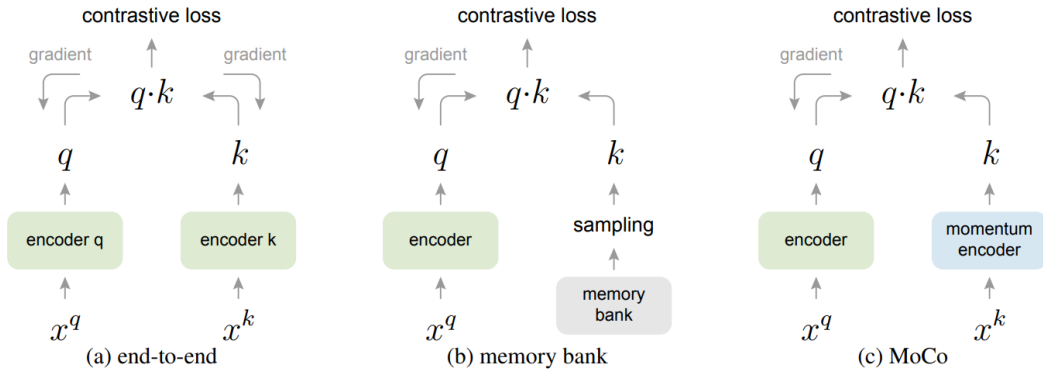 contrastive loss
gradient
gradient
q·k
q
k
encoder q
encoder k
x^q
x^k
(a) end-to-end
contrastive loss
gradient
q·k
q
k
encoder
sampling
memory
bank
x^q
(b) memory bank
contrastive loss
gradient
q·k
q
k
encoder
momentum
encoder
x^q
x^k
(c) MoCo